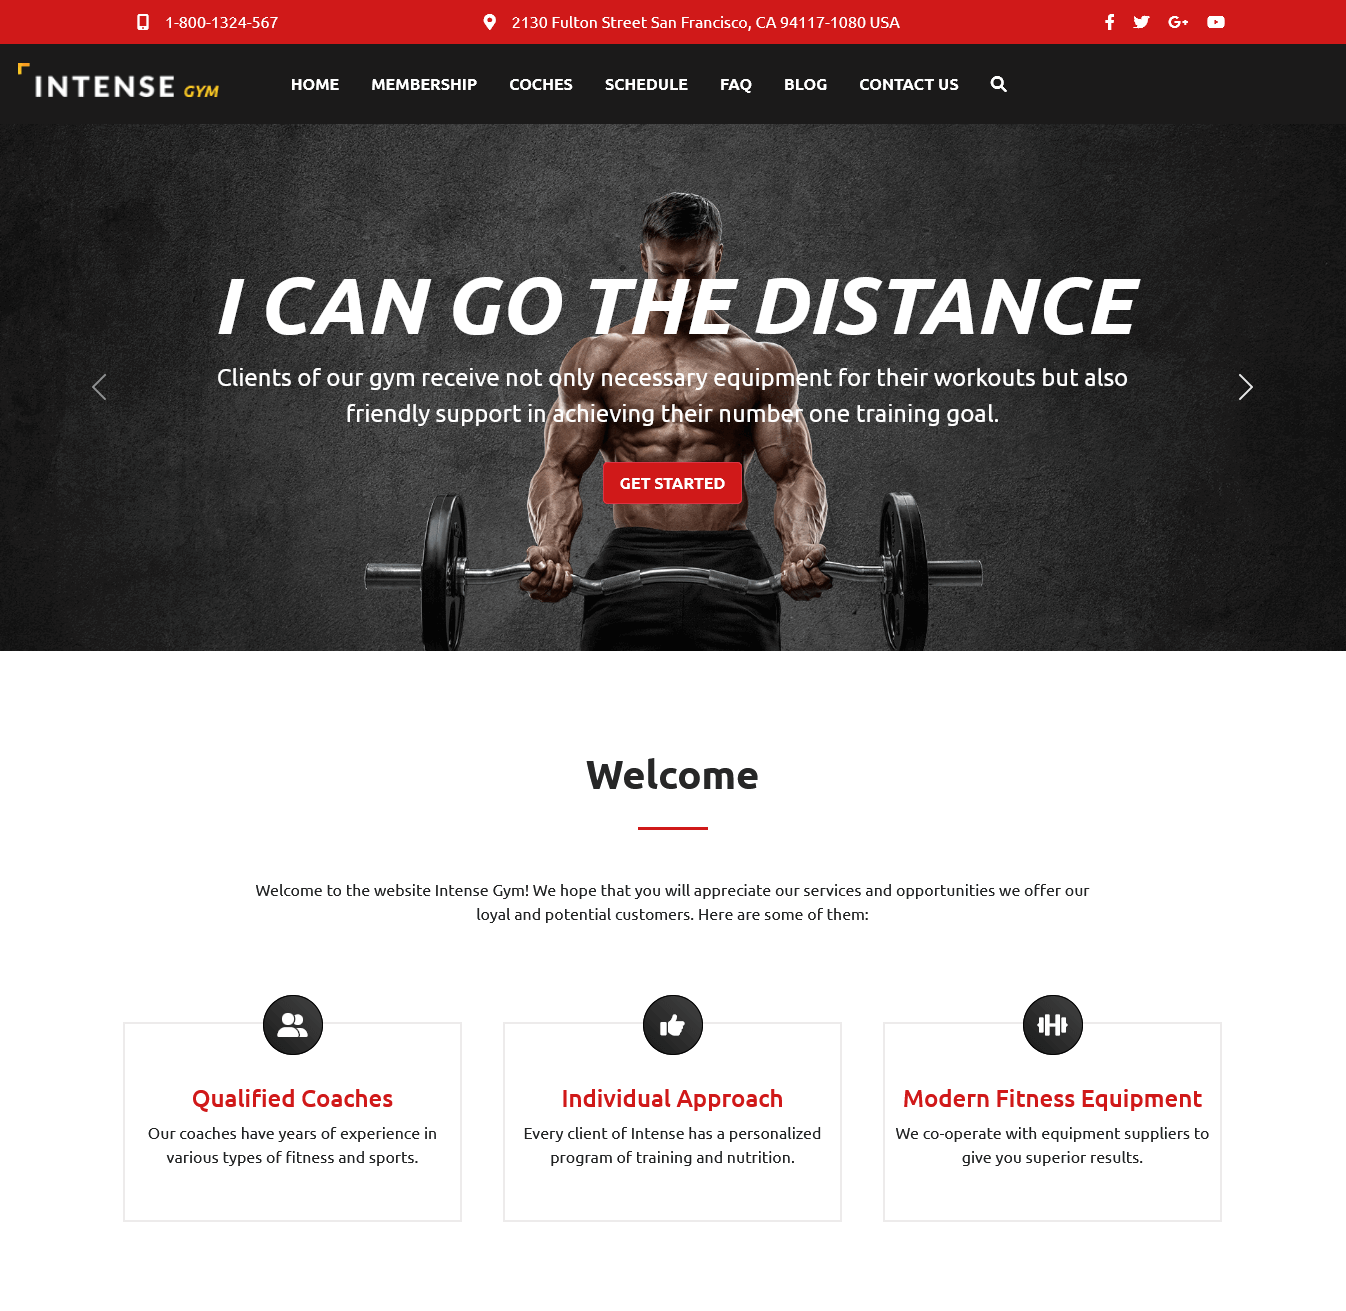 1-800-1324-567
2130 Fulton Street San Francisco, CA 94117-1080 USA
INTENSE GYM
HOME
MEMBERSHIP
COCHES
SCHEDULE
FAQ
BLOG
CONTACT US
I CAN GO THE DISTANCE
Clients of our gym receive not only necessary equipment for their workouts but also
friendly support in achieving their number one training goal.
GET STARTED
Welcome
Welcome to the website Intense Gym! We hope that you will appreciate our services and opportunities we offer our
loyal and potential customers. Here are some of them:
Qualified Coaches
Our coaches have years of experience in
various types of fitness and sports.
Individual Approach
Every client of Intense has a personalized
program of training and nutrition.
Modern Fitness Equipment
We co-operate with equipment suppliers to
give you superior results.